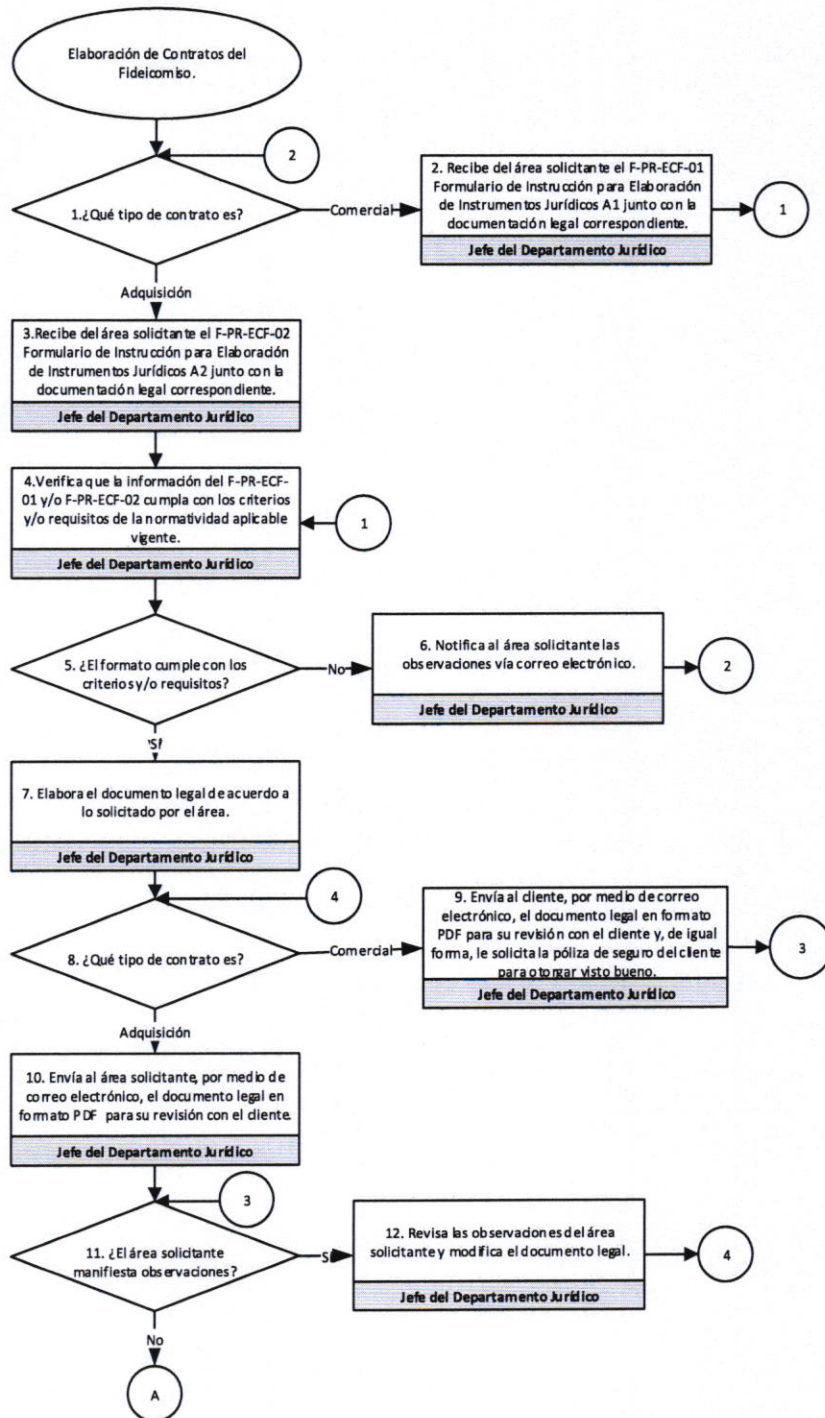 Elaboración de Contratos del
Fideicomiso.
2
1.¿Qué tipo de contrato es?
Comercial
2. Recibe del área solicitante el F-PR-ECF-01
Formulario de Instrucción para Elaboración
de Instrumentos Jurídicos A1 junto con la
documentación legal correspondiente.
Jefe del Departamento Jurídico
1
Adquisición
3.Recibe del área solicitante el F-PR-ECF-02
Formulario de Instrucción para Elaboración
de Instrumentos Jurídicos A2 junto con la
documentación legal correspondiente.
Jefe del Departamento Jurídico
4.Verifica que la información del F-PR-ECF-
01 y/o F-PR-ECF-02 cumpla con los criterios
y/o requisitos de la normatividad aplicable
vigente.
Jefe del Departamento Jurídico
1
5. ¿El formato cumple con los
criterios y/o requisitos?
No
6. Notifica al área solicitante las
observaciones vía correo electrónico.
Jefe del Departamento Jurídico
2
Sí
7. Elabora el documento legal de acuerdo a
lo solicitado por el área.
Jefe del Departamento Jurídico
4
8. ¿Qué tipo de contrato es?
Comercial
9. Envía al cliente, por medio de correo
electrónico, el documento legal en formato
PDF para su revisión con el cliente y, de igual
forma, le solicita la póliza de seguro del cliente
para otorgar visto bueno.
Jefe del Departamento Jurídico
3
Adquisición
10. Envía al área solicitante, por medio de
correo electrónico, el documento legal en
formato PDF para su revisión con el cliente.
Jefe del Departamento Jurídico
3
11. ¿El área solicitante
manifiesta observaciones?
Sí
12. Revisa las observaciones del área
solicitante y modifica el documento legal.
Jefe del Departamento Jurídico
4
No
A